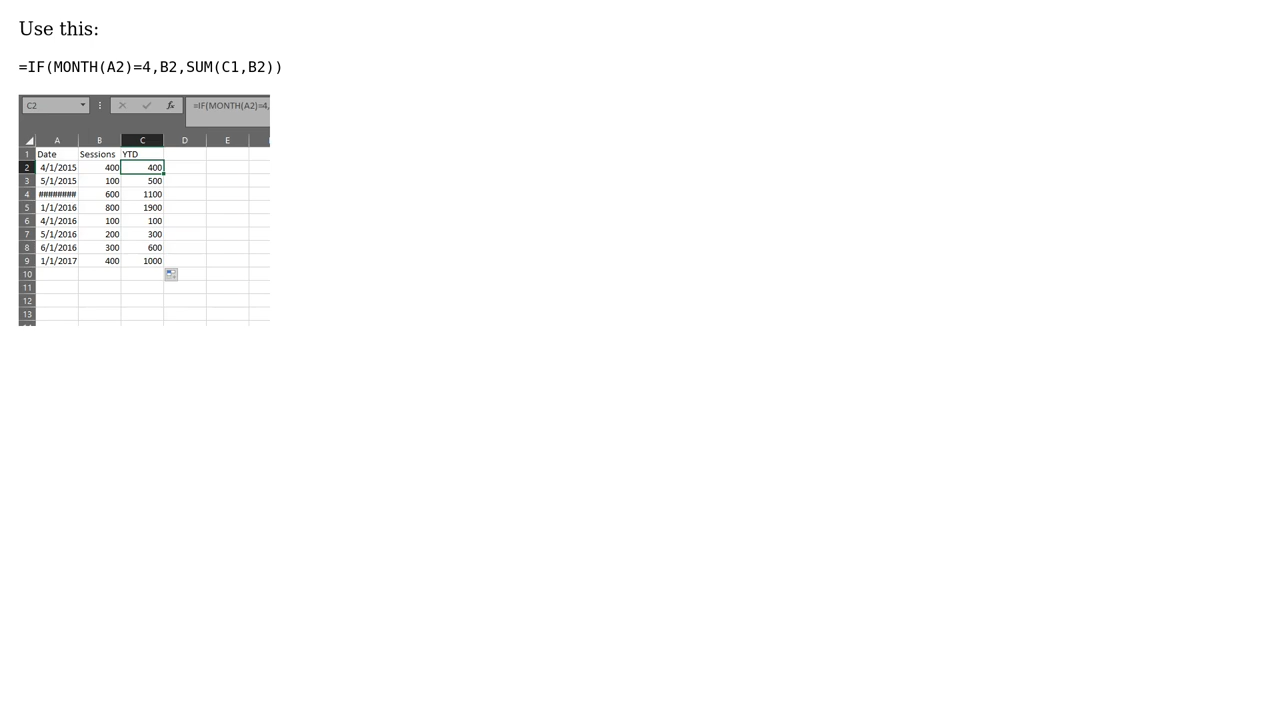 Use this:
=IF(MONTH(A2)=4,B2,SUM(C1,B2))
C2 fx =IF(MONTH(A2)=4,
A B C D E
1 Date Sessions YTD
2 4/1/2015 400 400
3 5/1/2015 100 500
4 ######## 600 1100
5 1/1/2016 800 1900
6 4/1/2016 100 100
7 5/1/2016 200 300
8 6/1/2016 300 600
9 1/1/2017 400 1000
10
11
12
13